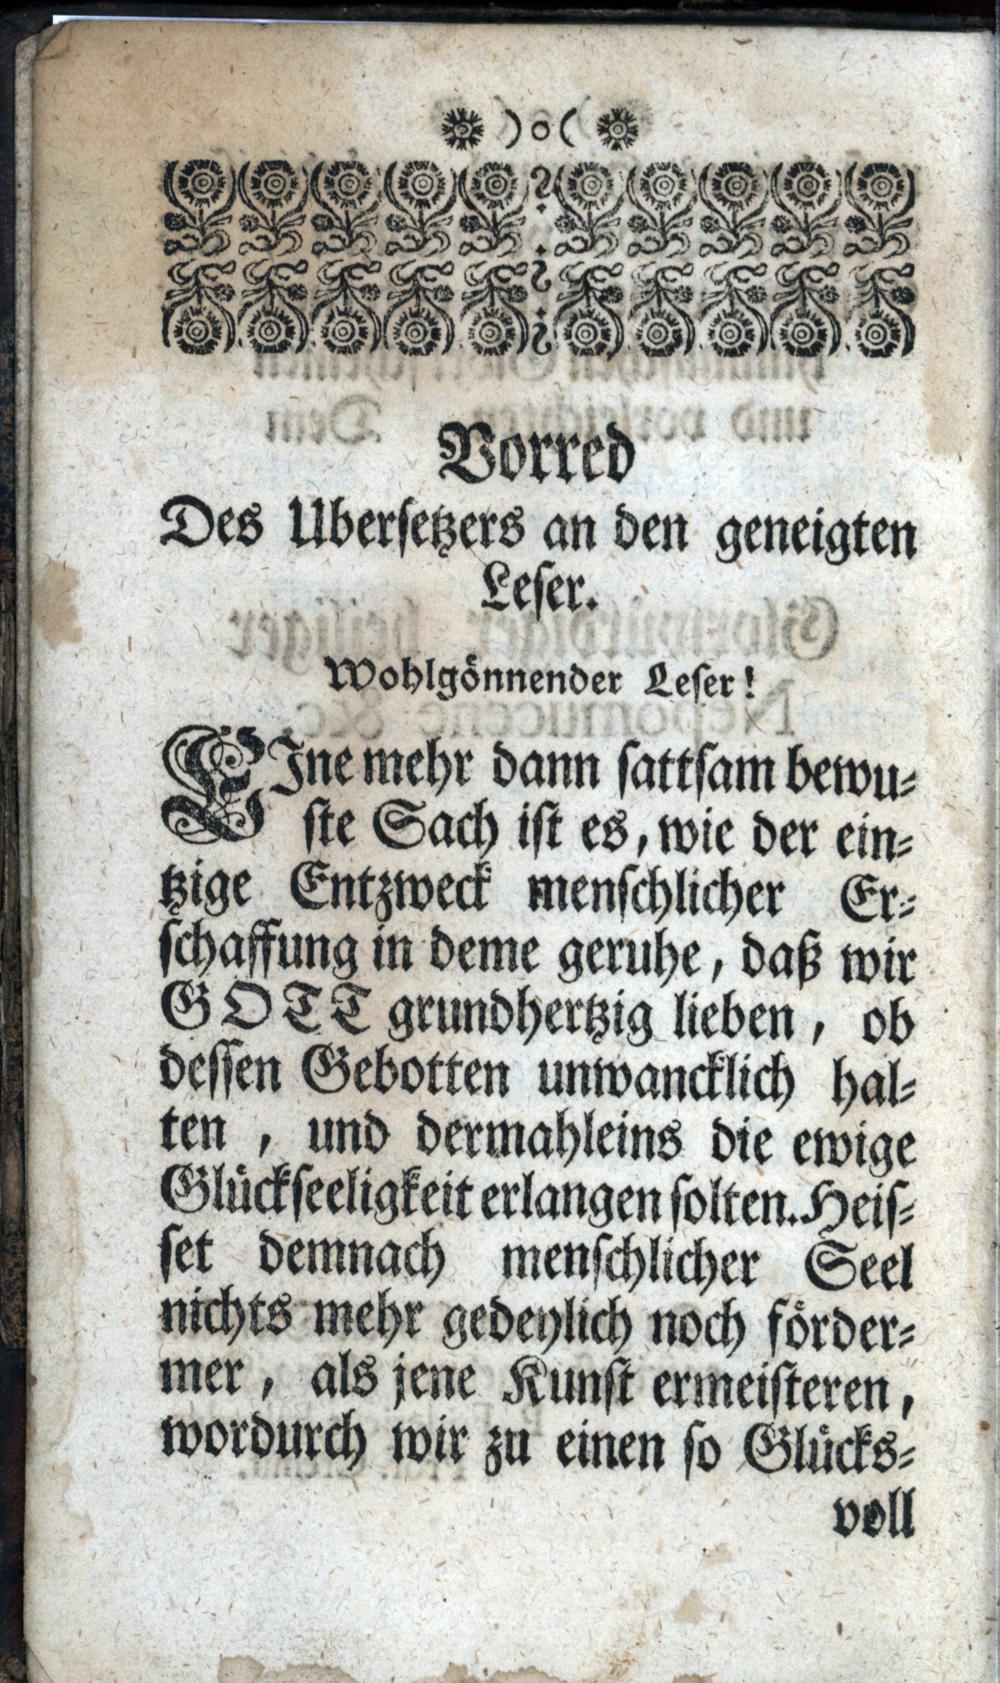 )o(
Vorred
Des Ubersetzers an den geneigten
Leser.
Wohlgönnender Leser!
EIne mehr dann sattsam bewu-
ste Sach ist es, wie der ein-
tzige Entzweck menschlicher Er-
schaffung in deme geruhe, daß wir
GOTT grundhertzig lieben, ob
dessen Gebotten unwancklich hal-
ten, und dermahleins die ewige
Glückseeligkeit erlangen solten. Heis-
set demnach menschlicher Seel
nichts mehr gedeylich noch förder-
mer, als jene Kunst ermeisteren,
wordurch wir zu einen so Glücks-
voll